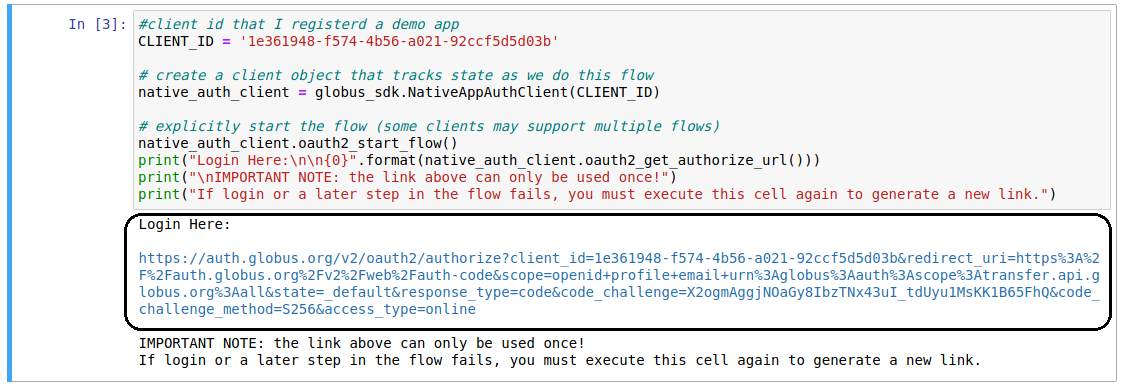 In [3]: #client id that I registerd a demo app
CLIENT_ID = '1e361948-f574-4b56-a021-92ccf5d5d03b'
# create a client object that tracks state as we do this flow
native_auth_client = globus_sdk.NativeAppAuthClient(CLIENT_ID)
# explicitly start the flow (some clients may support multiple flows)
native_auth_client.oauth2_start_flow()
print("Login Here:\n\n{0}".format(native_auth_client.oauth2_get_authorize_url()))
print("\nIMPORTANT NOTE: the link above can only be used once!")
print("If login or a later step in the flow fails, you must execute this cell again to generate a new link.")
Login Here:
https://auth.globus.org/v2/oauth2/authorize?client_id=1e361948-f574-4b56-a021-92ccf5d5d03b&redirect_uri=https%3A%2
F%2Fauth.globus.org%2Fv2%2Fweb%2Fauth-code&scope=openid+profile+email+urn%3Aglobus%3Aauth%3Ascope%3Atransfer.api.g
lobus.org%3Aall&state=_default&response_type=code&code_challenge=X2ogmAggjNOaGy8IbzTNx43uI_tdUyu1MsKK1B65FhQ&code_
challenge_method=S256&access_type=online
IMPORTANT NOTE: the link above can only be used once!
If login or a later step in the flow fails, you must execute this cell again to generate a new link.